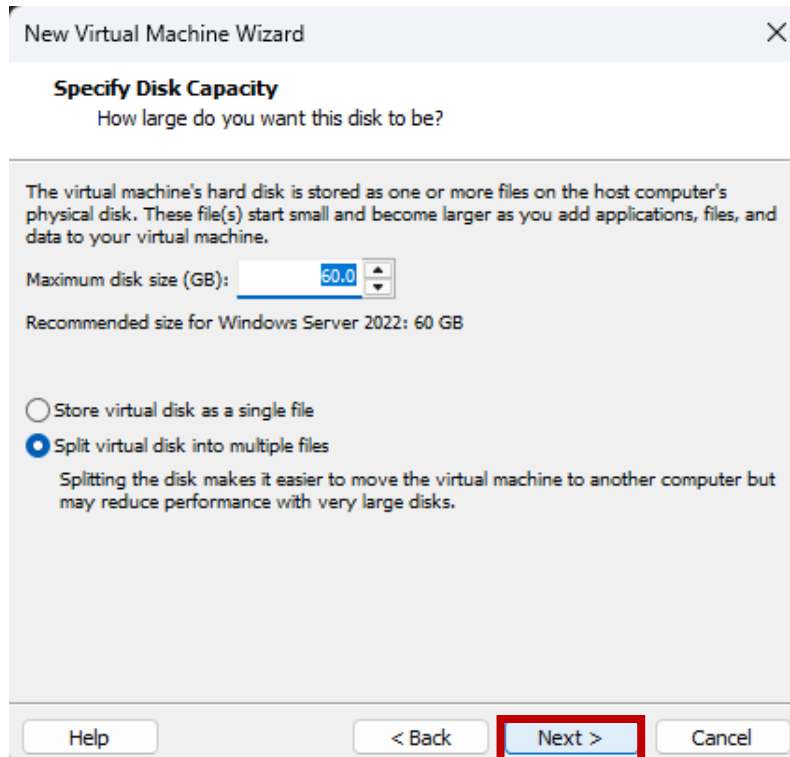 New Virtual Machine Wizard
Specify Disk Capacity
How large do you want this disk to be?
The virtual machine's hard disk is stored as one or more files on the host computer's
physical disk. These file(s) start small and become larger as you add applications, files, and
data to your virtual machine.
Maximum disk size (GB): 60.0
Recommended size for Windows Server 2022: 60 GB
Store virtual disk as a single file
Split virtual disk into multiple files
Splitting the disk makes it easier to move the virtual machine to another computer but
may reduce performance with very large disks.
Help < Back Next > Cancel